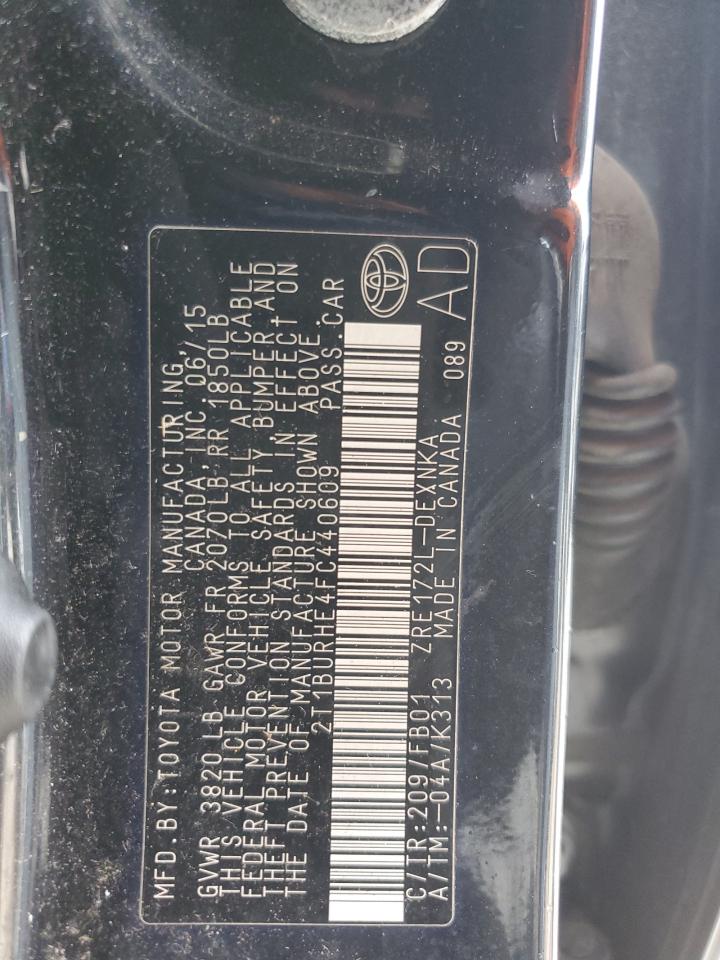 MFD.BY:TOYOTA MOTOR MANUFACTURING,
CANADA, INC. 06/15
GVWR 3820LB GAWR FR 2070LB RR 1850LB
THIS VEHICLE CONFORMS TO ALL APPLICABLE
FEDERAL MOTOR VEHICLE SAFETY, BUMPER AND
THEFT PREVENTION STANDARDS IN EFFECT ON
THE DATE OF MANUFACTURE SHOWN ABOVE.
2T1BURHE4FC440609 PASS.CAR
C/TR:209/FB01 ZRE172L-DEXNKA 089
A/TM:-04A/K313 MADE IN CANADA AD